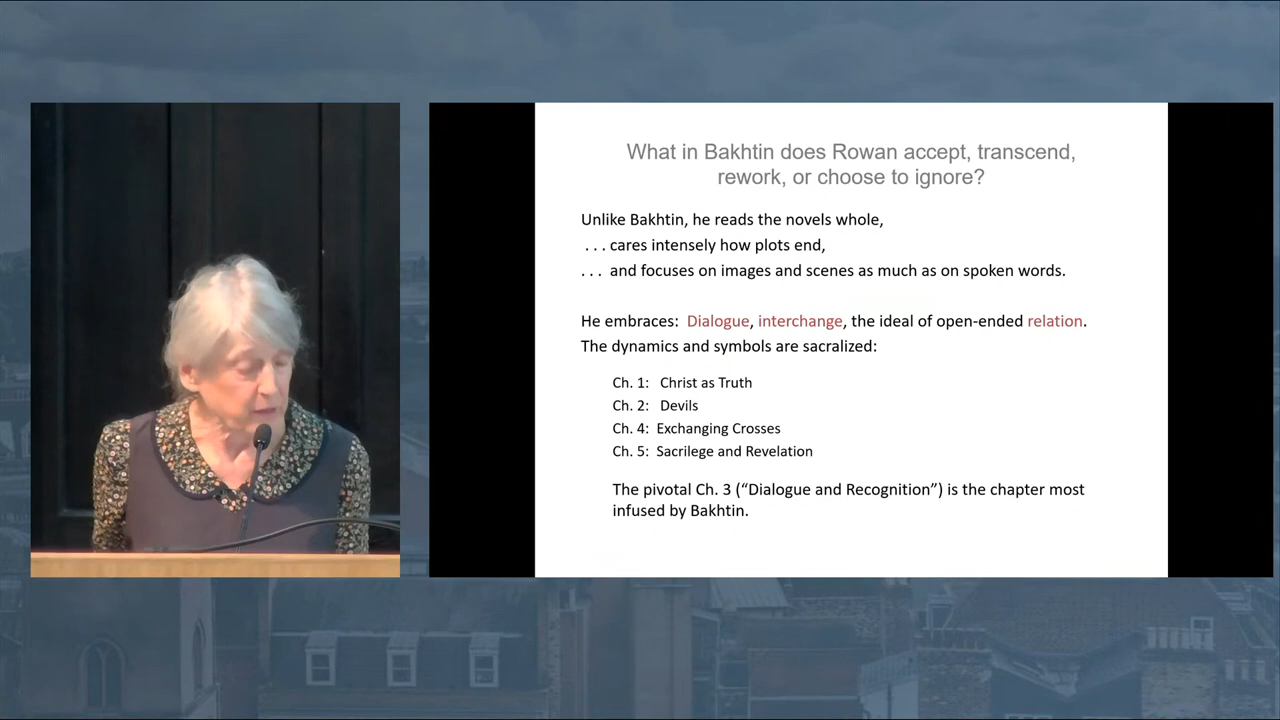 What in Bakhtin does Rowan accept, transcend,
rework, or choose to ignore?
Unlike Bakhtin, he reads the novels whole,
. . . cares intensely how plots end,
. . . and focuses on images and scenes as much as on spoken words.
He embraces: Dialogue, interchange, the ideal of open-ended relation.
The dynamics and symbols are sacralized:
Ch. 1: Christ as Truth
Ch. 2: Devils
Ch. 4: Exchanging Crosses
Ch. 5: Sacrilege and Revelation
The pivotal Ch. 3 (“Dialogue and Recognition”) is the chapter most
infused by Bakhtin.